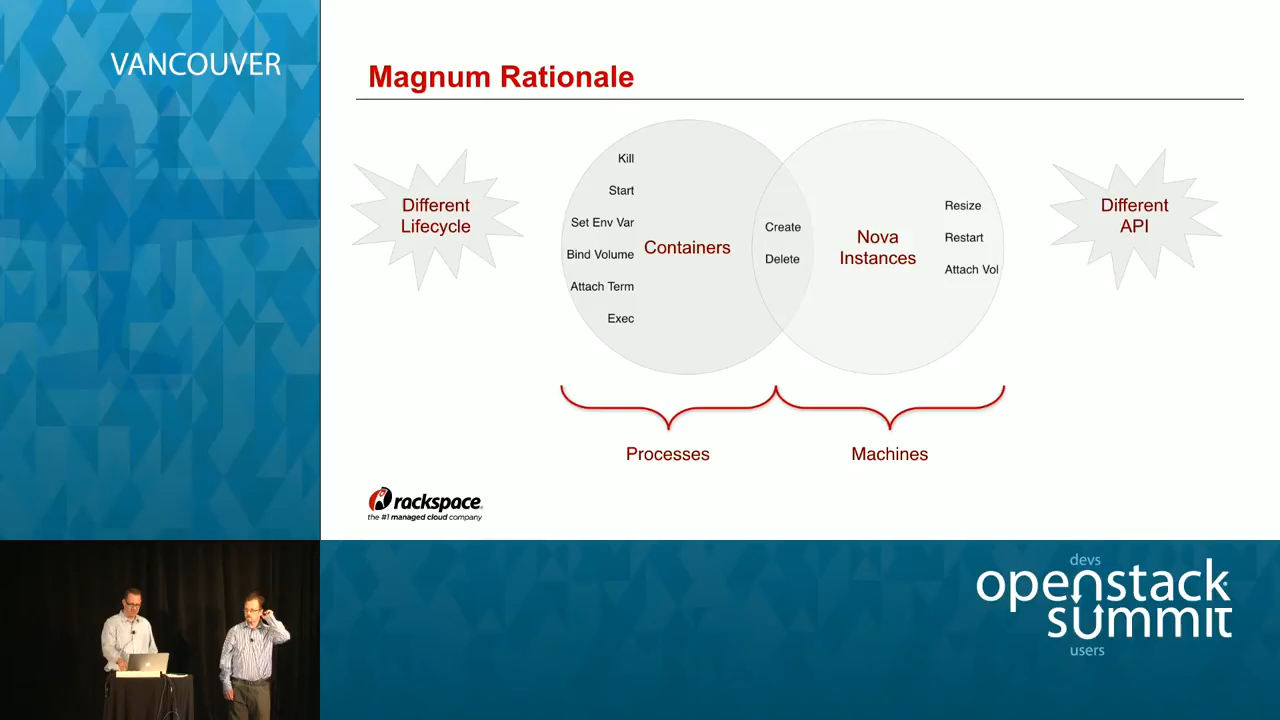 VANCOUVER
Magnum Rationale
Different
Lifecycle
Kill
Start
Set Env Var
Bind Volume
Attach Term
Exec
Containers
Create
Delete
Nova
Instances
Resize
Restart
Attach Vol
Different
API
Processes
Machines
rackspace®
the #1 managed cloud company
devs
openstack
summit
users